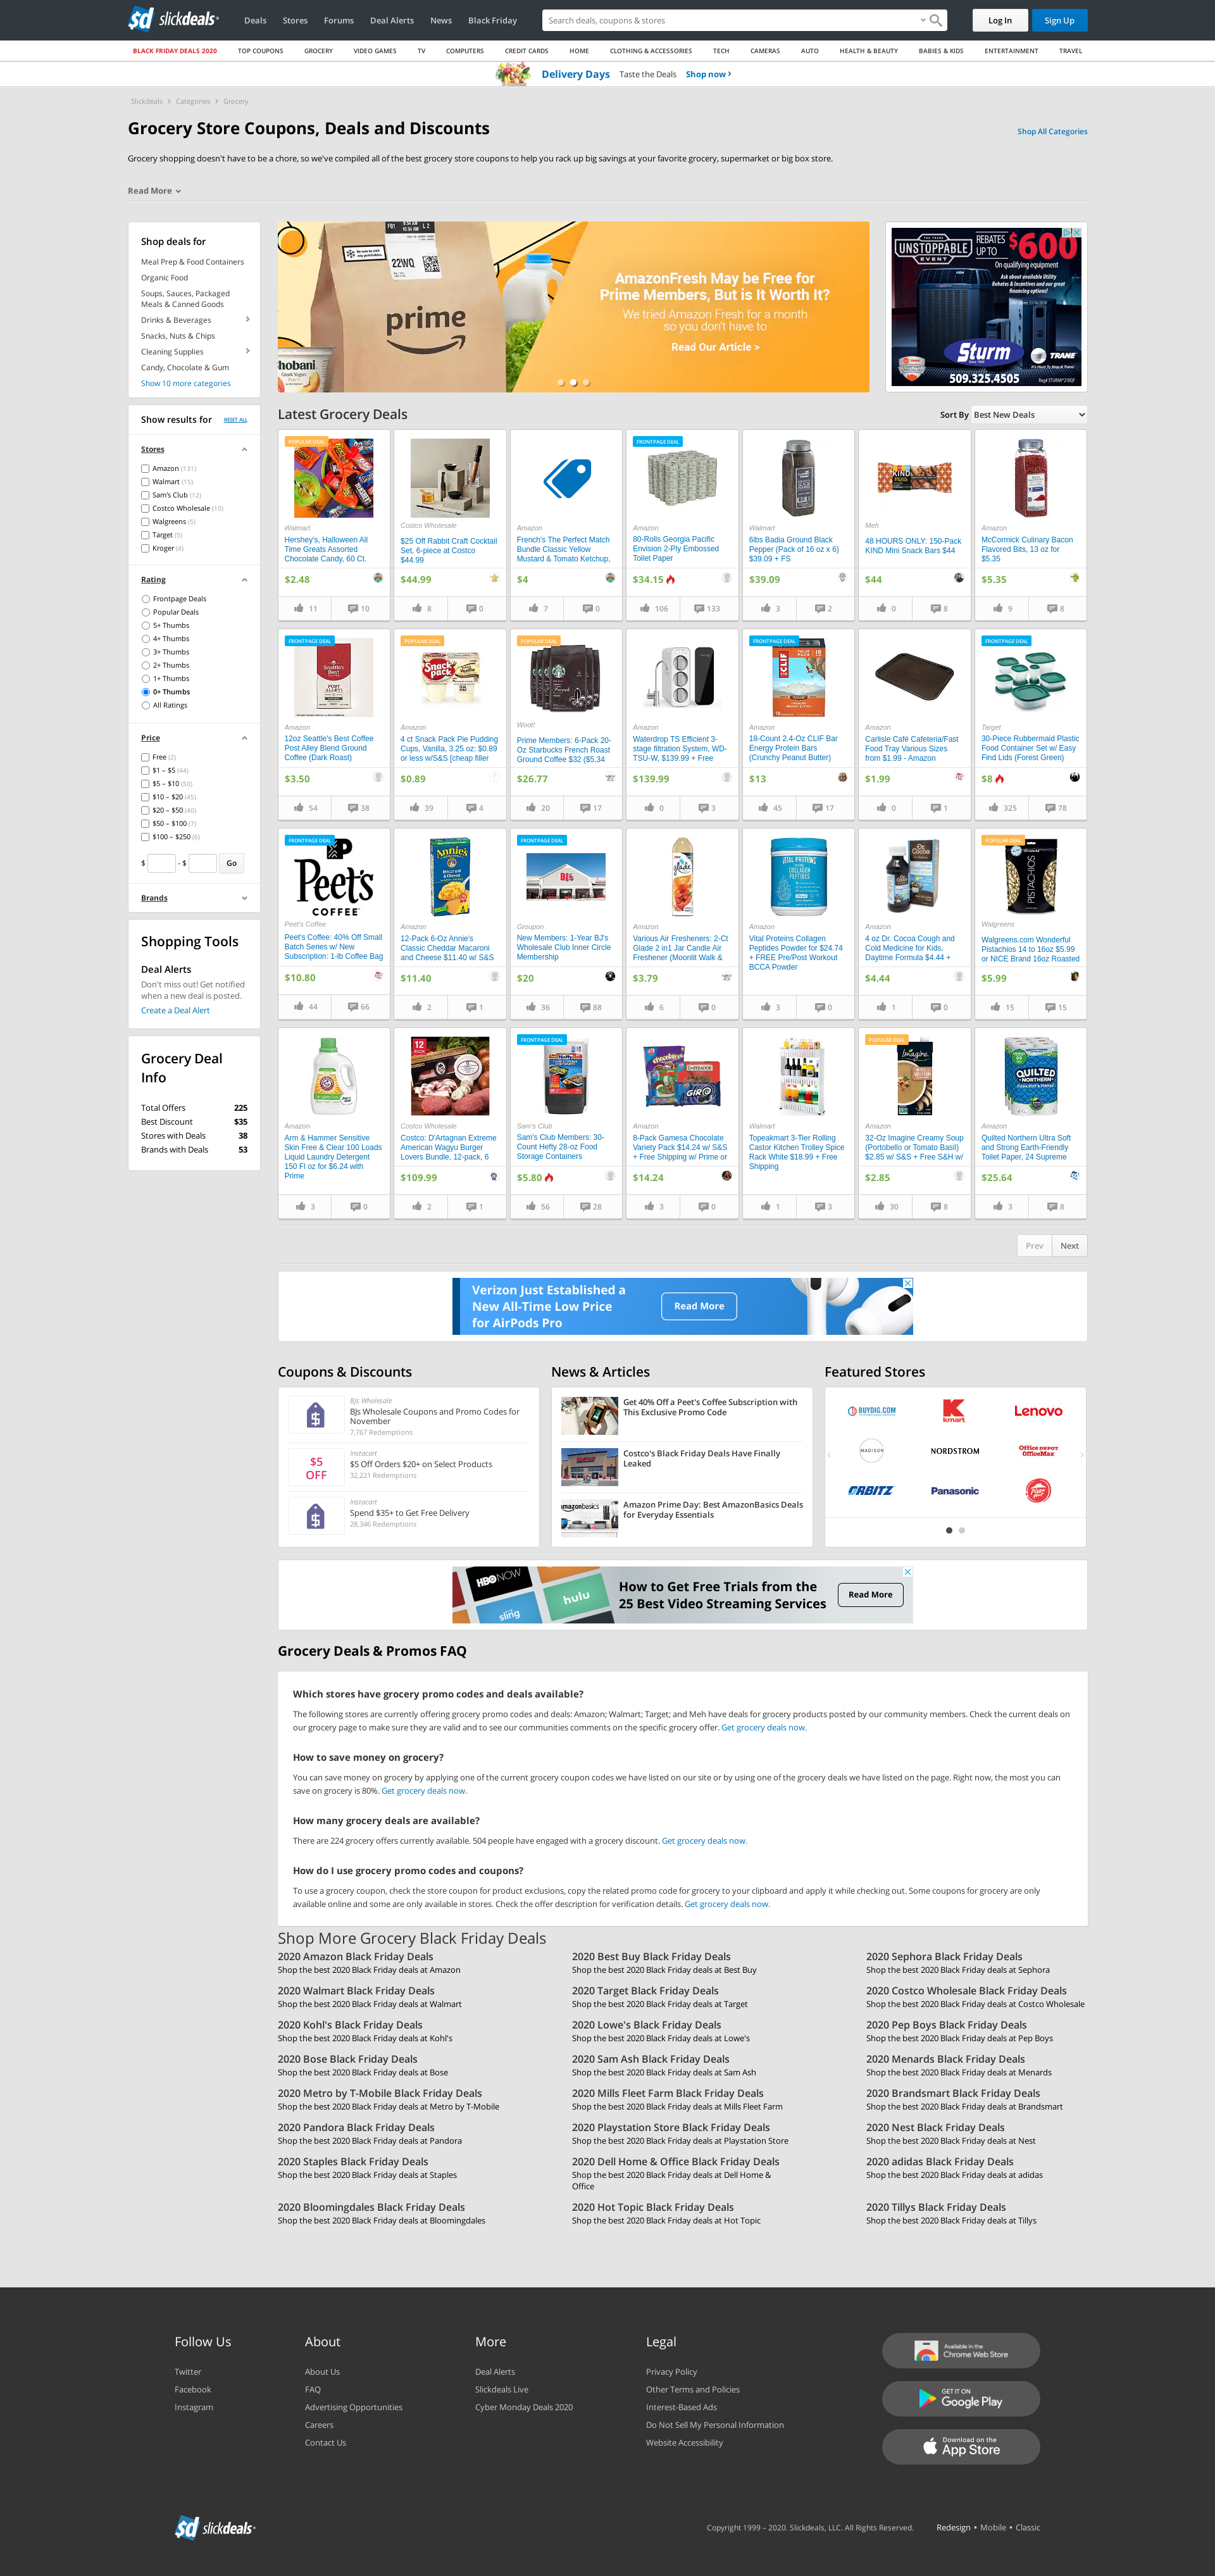 sd slickdeals
Deals Stores Forums Deal Alerts News Black Friday
Search deals, coupons & stores
Log In
Sign Up
BLACK FRIDAY DEALS 2020 TOP COUPONS GROCERY VIDEO GAMES TV COMPUTERS CREDIT CARDS HOME CLOTHING & ACCESSORIES TECH CAMERAS AUTO HEALTH & BEAUTY BABIES & KIDS ENTERTAINMENT TRAVEL
Delivery Days Taste the Deals Shop now ›
Slickdeals › Categories › Grocery
Grocery Store Coupons, Deals and Discounts
Shop All Categories
Grocery shopping doesn't have to be a chore, so we've compiled all of the best grocery store coupons to help you rack up big savings at your favorite grocery, supermarket or big box store.
Read More
Shop deals for
Meal Prep & Food Containers
Organic Food
Soups, Sauces, Packaged
Meals & Canned Goods
Drinks & Beverages
Snacks, Nuts & Chips
Cleaning Supplies
Candy, Chocolate & Gum
Show 10 more categories
Show results for RESET ALL
Stores
Amazon (131)
Walmart (15)
Sam's Club (12)
Costco Wholesale (10)
Walgreens (5)
Target (5)
Kroger (4)
Rating
Frontpage Deals
Popular Deals
5+ Thumbs
4+ Thumbs
3+ Thumbs
2+ Thumbs
1+ Thumbs
0+ Thumbs
All Ratings
Price
Free (2)
$1 – $5 (44)
$5 – $10 (50)
$10 – $20 (45)
$20 – $50 (40)
$50 – $100 (7)
$100 – $250 (6)
$ - $ Go
Brands
Shopping Tools
Deal Alerts
Don't miss out! Get notified
when a new deal is posted.
Create a Deal Alert
Grocery Deal
Info
Total Offers 225
Best Discount $35
Stores with Deals 38
Brands with Deals 53
F01
L 2
22WQ
prime
hobani
AmazonFresh May be Free for
Prime Members, But is It Worth It?
We tried Amazon Fresh for a month
so you don't have to
Read Our Article >
UNSTOPPABLE
EVENT
REBATES
UP TO
$600
On qualifying equipment
Ask about available Utility
Rebates & Incentives and our great
financing options!
Sturm
TRANE
509.325.4505
Latest Grocery Deals
Sort By Best New Deals
POPULAR DEAL
Walmart
Hershey's, Halloween All
Time Greats Assorted
Chocolate Candy, 60 Ct.
$2.48
11 10
Costco Wholesale
$25 Off Rabbit Craft Cocktail
Set, 6-piece at Costco
$44.99
$44.99
8 0
Amazon
French's The Perfect Match
Bundle Classic Yellow
Mustard & Tomato Ketchup,
$4
7 0
FRONTPAGE DEAL
Amazon
80-Rolls Georgia Pacific
Envision 2-Ply Embossed
Toilet Paper
$34.15
106 133
Walmart
6lbs Badia Ground Black
Pepper (Pack of 16 oz x 6)
$39.09 + FS
$39.09
3 2
KIND
Meh
48 HOURS ONLY: 150-Pack
KIND Mini Snack Bars $44
$44
0 8
Amazon
McCormick Culinary Bacon
Flavored Bits, 13 oz for
$5.35
$5.35
9 8
FRONTPAGE DEAL
Seattle's Best
POST ALLEY
Amazon
12oz Seattle's Best Coffee
Post Alley Blend Ground
Coffee (Dark Roast)
$3.50
54 38
POPULAR DEAL
Snack Pack
Amazon
4 ct Snack Pack Pie Pudding
Cups, Vanilla, 3.25 oz: $0.89
or less w/S&S [cheap filler
$0.89
39 4
POPULAR DEAL
Woot!
Prime Members: 6-Pack 20-
Oz Starbucks French Roast
Ground Coffee $32 ($5.34
$26.77
20 17
Amazon
Waterdrop TS Efficient 3-
stage filtration System, WD-
TSU-W, $139.99 + Free
$139.99
0 3
FRONTPAGE DEAL
CLIF
Amazon
18-Count 2.4-Oz CLIF Bar
Energy Protein Bars
(Crunchy Peanut Butter)
$13
45 17
Amazon
Carlisle Café Cafeteria/Fast
Food Tray Various Sizes
from $1.99 - Amazon
$1.99
0 1
FRONTPAGE DEAL
Target
30-Piece Rubbermaid Plastic
Food Container Set w/ Easy
Find Lids (Forest Green)
$8
325 78
FRONTPAGE DEAL
Peet's
COFFEE
Peet's Coffee
Peet's Coffee: 40% Off Small
Batch Series w/ New
Subscription: 1-lb Coffee Bag
$10.80
44 66
Annie's
Amazon
12-Pack 6-Oz Annie's
Classic Cheddar Macaroni
and Cheese $11.40 w/ S&S
$11.40
2 1
FRONTPAGE DEAL
BJ's
Groupon
New Members: 1-Year BJ's
Wholesale Club Inner Circle
Membership
$20
36 88
glade
Amazon
Various Air Fresheners: 2-Ct
Glade 2 in1 Jar Candle Air
Freshener (Moonlit Walk &
$3.79
6 0
VITAL PROTEINS
COLLAGEN
PEPTIDES
Amazon
Vital Proteins Collagen
Peptides Powder for $24.74
+ FREE Pre/Post Workout
BCCA Powder
3 0
Dr. Cocoa
Amazon
4 oz Dr. Cocoa Cough and
Cold Medicine for Kids,
Daytime Formula $4.44 +
$4.44
1 0
POPULAR DEAL
PISTACHIOS
Walgreens
Walgreens.com Wonderful
Pistachios 14 to 16oz $5.99
or NICE Brand 16oz Roasted
$5.99
15 15
Amazon
Arm & Hammer Sensitive
Skin Free & Clear 100 Loads
Liquid Laundry Detergent
150 Fl oz for $6.24 with
Prime
3 0
12
Costco Wholesale
Costco: D'Artagnan Extreme
American Wagyu Burger
Lovers Bundle, 12-pack, 6
$109.99
2 1
FRONTPAGE DEAL
Sam's Club
Sam's Club Members: 30-
Count Hefty 28-oz Food
Storage Containers
$5.80
56 28
EMPERADOR
GIRO
Amazon
8-Pack Gamesa Chocolate
Variety Pack $14.24 w/ S&S
+ Free Shipping w/ Prime or
$14.24
3 0
Walmart
Topeakmart 3-Tier Rolling
Castor Kitchen Trolley Spice
Rack White $18.99 + Free
Shipping
1 3
POPULAR DEAL
Imagine
Amazon
32-Oz Imagine Creamy Soup
(Portobello or Tomato Basil)
$2.85 w/ S&S + Free S&H w/
$2.85
30 8
QUILTED
NORTHERN
Amazon
Quilted Northern Ultra Soft
and Strong Earth-Friendly
Toilet Paper, 24 Supreme
$25.64
3 8
Prev Next
Verizon Just Established a
New All-Time Low Price
for AirPods Pro
Read More
Coupons & Discounts
BJs Wholesale
BJs Wholesale Coupons and Promo Codes for
November
7,767 Redemptions
$5
OFF
Instacart
$5 Off Orders $20+ on Select Products
32,221 Redemptions
Instacart
Spend $35+ to Get Free Delivery
28,346 Redemptions
News & Articles
Get 40% Off a Peet's Coffee Subscription with
This Exclusive Promo Code
Costco's Black Friday Deals Have Finally
Leaked
amazonbasics
Amazon Prime Day: Best AmazonBasics Deals
for Everyday Essentials
Featured Stores
BUYDIG.COM
kmart
Lenovo
MADISON
NORDSTROM
Office DEPOT
OfficeMax
ORBITZ
Panasonic
Pizza Hut
HBO NOW
sling
hulu
How to Get Free Trials from the
25 Best Video Streaming Services
Read More
Grocery Deals & Promos FAQ
Which stores have grocery promo codes and deals available?
The following stores are currently offering grocery promo codes and deals: Amazon; Walmart; Target; and Meh have deals for grocery products posted by our community members. Check the current deals on
our grocery page to make sure they are valid and to see our communities comments on the specific grocery offer. Get grocery deals now.
How to save money on grocery?
You can save money on grocery by applying one of the current grocery coupon codes we have listed on our site or by using one of the grocery deals we have listed on the page. Right now, the most you can
save on grocery is 80%. Get grocery deals now.
How many grocery deals are available?
There are 224 grocery offers currently available. 504 people have engaged with a grocery discount. Get grocery deals now.
How do I use grocery promo codes and coupons?
To use a grocery coupon, check the store coupon for product exclusions, copy the related promo code for grocery to your clipboard and apply it while checking out. Some coupons for grocery are only
available online and some are only available in stores. Check the offer description for verification details. Get grocery deals now.
Shop More Grocery Black Friday Deals
2020 Amazon Black Friday Deals
Shop the best 2020 Black Friday deals at Amazon
2020 Best Buy Black Friday Deals
Shop the best 2020 Black Friday deals at Best Buy
2020 Sephora Black Friday Deals
Shop the best 2020 Black Friday deals at Sephora
2020 Walmart Black Friday Deals
Shop the best 2020 Black Friday deals at Walmart
2020 Target Black Friday Deals
Shop the best 2020 Black Friday deals at Target
2020 Costco Wholesale Black Friday Deals
Shop the best 2020 Black Friday deals at Costco Wholesale
2020 Kohl's Black Friday Deals
Shop the best 2020 Black Friday deals at Kohl's
2020 Lowe's Black Friday Deals
Shop the best 2020 Black Friday deals at Lowe's
2020 Pep Boys Black Friday Deals
Shop the best 2020 Black Friday deals at Pep Boys
2020 Bose Black Friday Deals
Shop the best 2020 Black Friday deals at Bose
2020 Sam Ash Black Friday Deals
Shop the best 2020 Black Friday deals at Sam Ash
2020 Menards Black Friday Deals
Shop the best 2020 Black Friday deals at Menards
2020 Metro by T-Mobile Black Friday Deals
Shop the best 2020 Black Friday deals at Metro by T-Mobile
2020 Mills Fleet Farm Black Friday Deals
Shop the best 2020 Black Friday deals at Mills Fleet Farm
2020 Brandsmart Black Friday Deals
Shop the best 2020 Black Friday deals at Brandsmart
2020 Pandora Black Friday Deals
Shop the best 2020 Black Friday deals at Pandora
2020 Playstation Store Black Friday Deals
Shop the best 2020 Black Friday deals at Playstation Store
2020 Nest Black Friday Deals
Shop the best 2020 Black Friday deals at Nest
2020 Staples Black Friday Deals
Shop the best 2020 Black Friday deals at Staples
2020 Dell Home & Office Black Friday Deals
Shop the best 2020 Black Friday deals at Dell Home &
Office
2020 adidas Black Friday Deals
Shop the best 2020 Black Friday deals at adidas
2020 Bloomingdales Black Friday Deals
Shop the best 2020 Black Friday deals at Bloomingdales
2020 Hot Topic Black Friday Deals
Shop the best 2020 Black Friday deals at Hot Topic
2020 Tillys Black Friday Deals
Shop the best 2020 Black Friday deals at Tillys
Follow Us
Twitter
Facebook
Instagram
About
About Us
FAQ
Advertising Opportunities
Careers
Contact Us
More
Deal Alerts
Slickdeals Live
Cyber Monday Deals 2020
Legal
Privacy Policy
Other Terms and Policies
Interest-Based Ads
Do Not Sell My Personal Information
Website Accessibility
Available in the
Chrome Web Store
GET IT ON
Google Play
Download on the
App Store
sd slickdeals
Copyright 1999 – 2020. Slickdeals, LLC. All Rights Reserved.
Redesign • Mobile • Classic